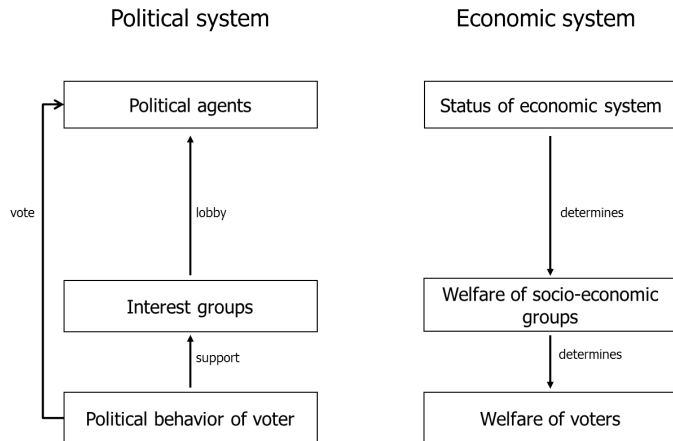 Political system
Economic system
Political agents
Status of economic system
vote
lobby
determines
Interest groups
Welfare of socio-economic
groups
support
determines
Political behavior of voter
Welfare of voters